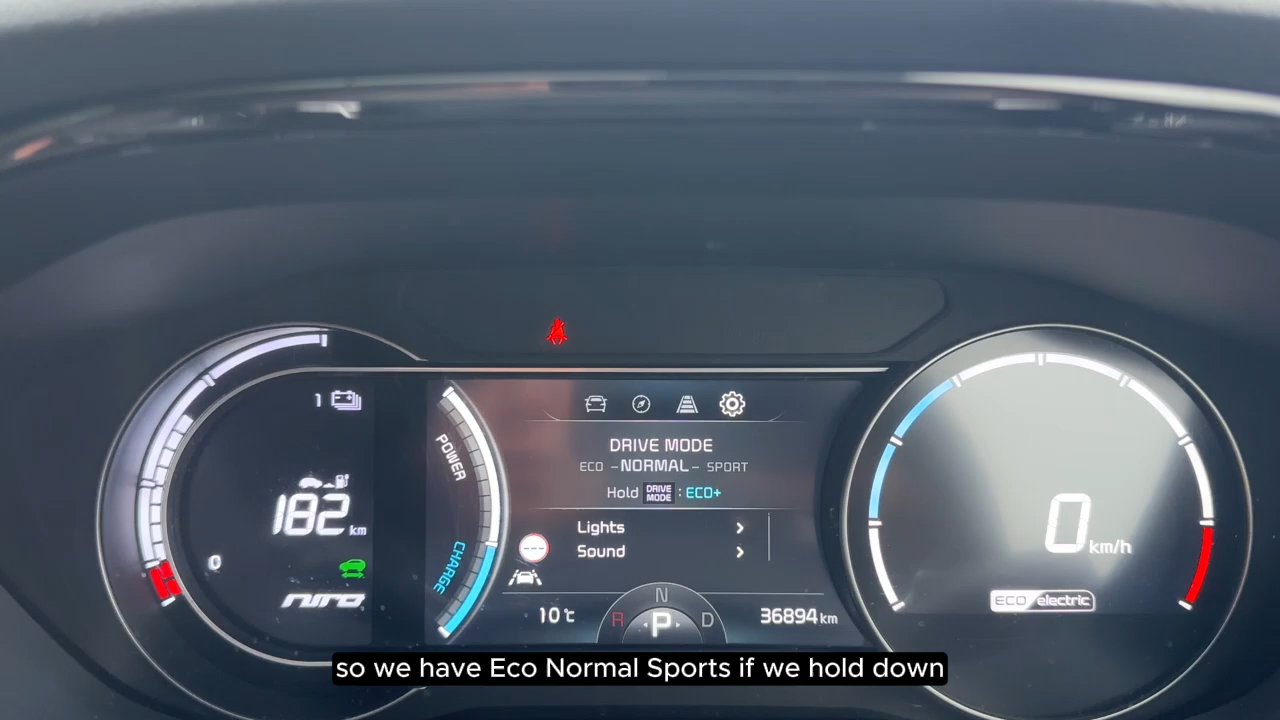 1
182 km
0
niro
POWER
CHARGE
DRIVE MODE
ECO – NORMAL – SPORT
Hold DRIVE MODE : ECO+
Lights
Sound
---
10℃
N
R P D
36894 km
0 km/h
ECO electric
so we have Eco Normal Sports if we hold down